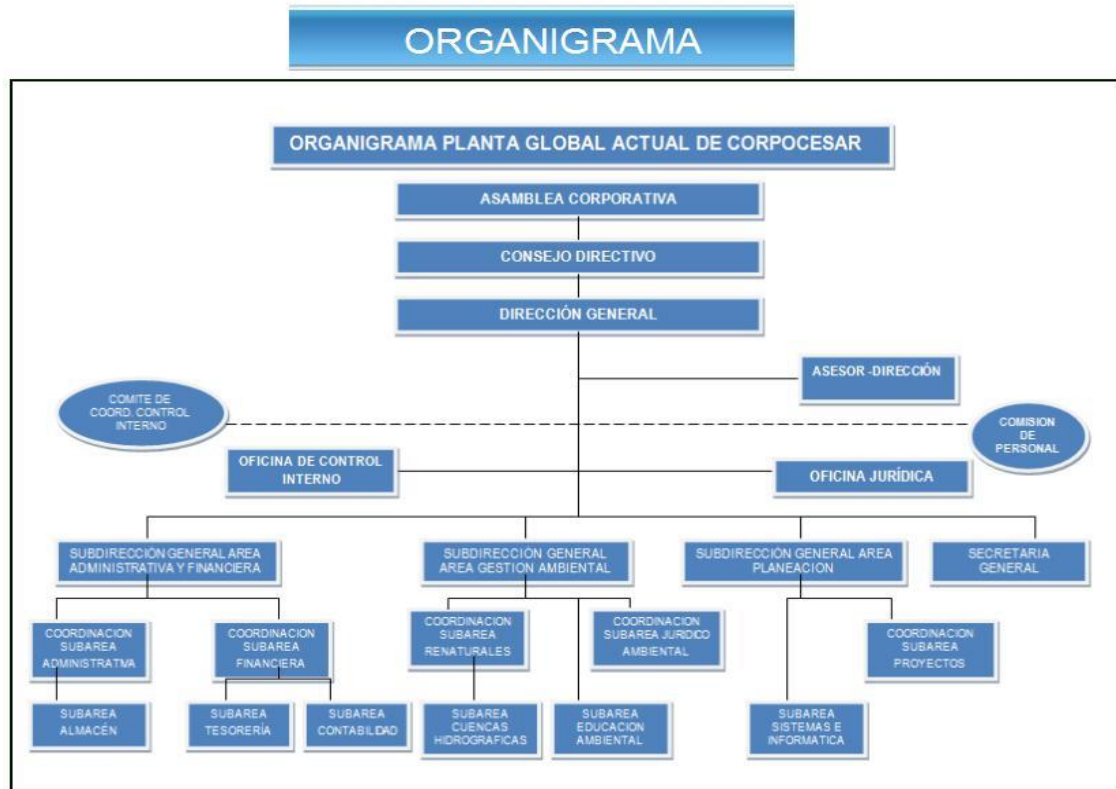 ORGANIGRAMA
ORGANIGRAMA PLANTA GLOBAL ACTUAL DE CORPOCESAR
ASAMBLEA CORPORATIVA
CONSEJO DIRECTIVO
DIRECCIÓN GENERAL
ASESOR -DIRECCIÓN
COMITE DE
COORD. CONTROL
INTERNO
COMISION
DE
PERSONAL
OFICINA DE CONTROL
INTERNO
OFICINA JURÍDICA
SUBDIRECCIÓN GENERAL AREA
ADMINISTRATIVA Y FINANCIERA
SUBDIRECCIÓN GENERAL
AREA GESTION AMBIENTAL
SUBDIRECCIÓN GENERAL AREA
PLANEACION
SECRETARIA
GENERAL
COORDINACION
SUBAREA
ADMINISTRATIVA
COORDINACION
SUBAREA
FINANCIERA
COORDINACION
SUBAREA
RENATURALES
COORDINACION
SUBAREA JURIDICO
AMBIENTAL
COORDINACION
SUBAREA
PROYECTOS
SUBAREA
ALMACÉN
SUBAREA
TESORERÍA
SUBAREA
CONTABILIDAD
SUBAREA
CUENCAS
HIDROGRAFICAS
SUBAREA
EDUCACION
AMBIENTAL
SUBAREA
SISTEMAS E
INFORMATICA